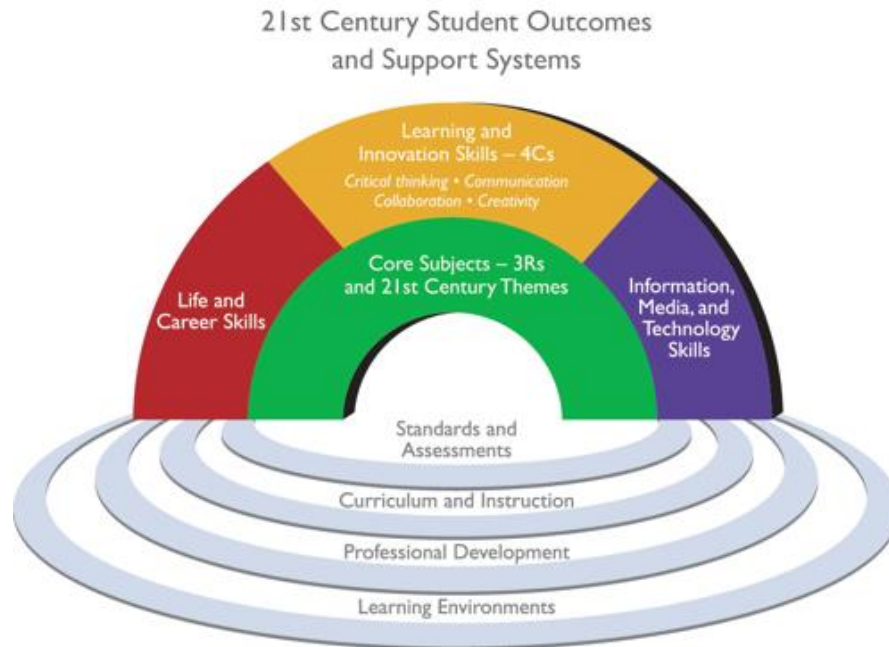 21st Century Student Outcomes
and Support Systems
Learning and
Innovation Skills – 4Cs
Critical thinking • Communication
Collaboration • Creativity
Core Subjects – 3Rs
and 21st Century Themes
Life and
Career Skills
Information,
Media, and
Technology
Skills
Standards and
Assessments
Curriculum and Instruction
Professional Development
Learning Environments